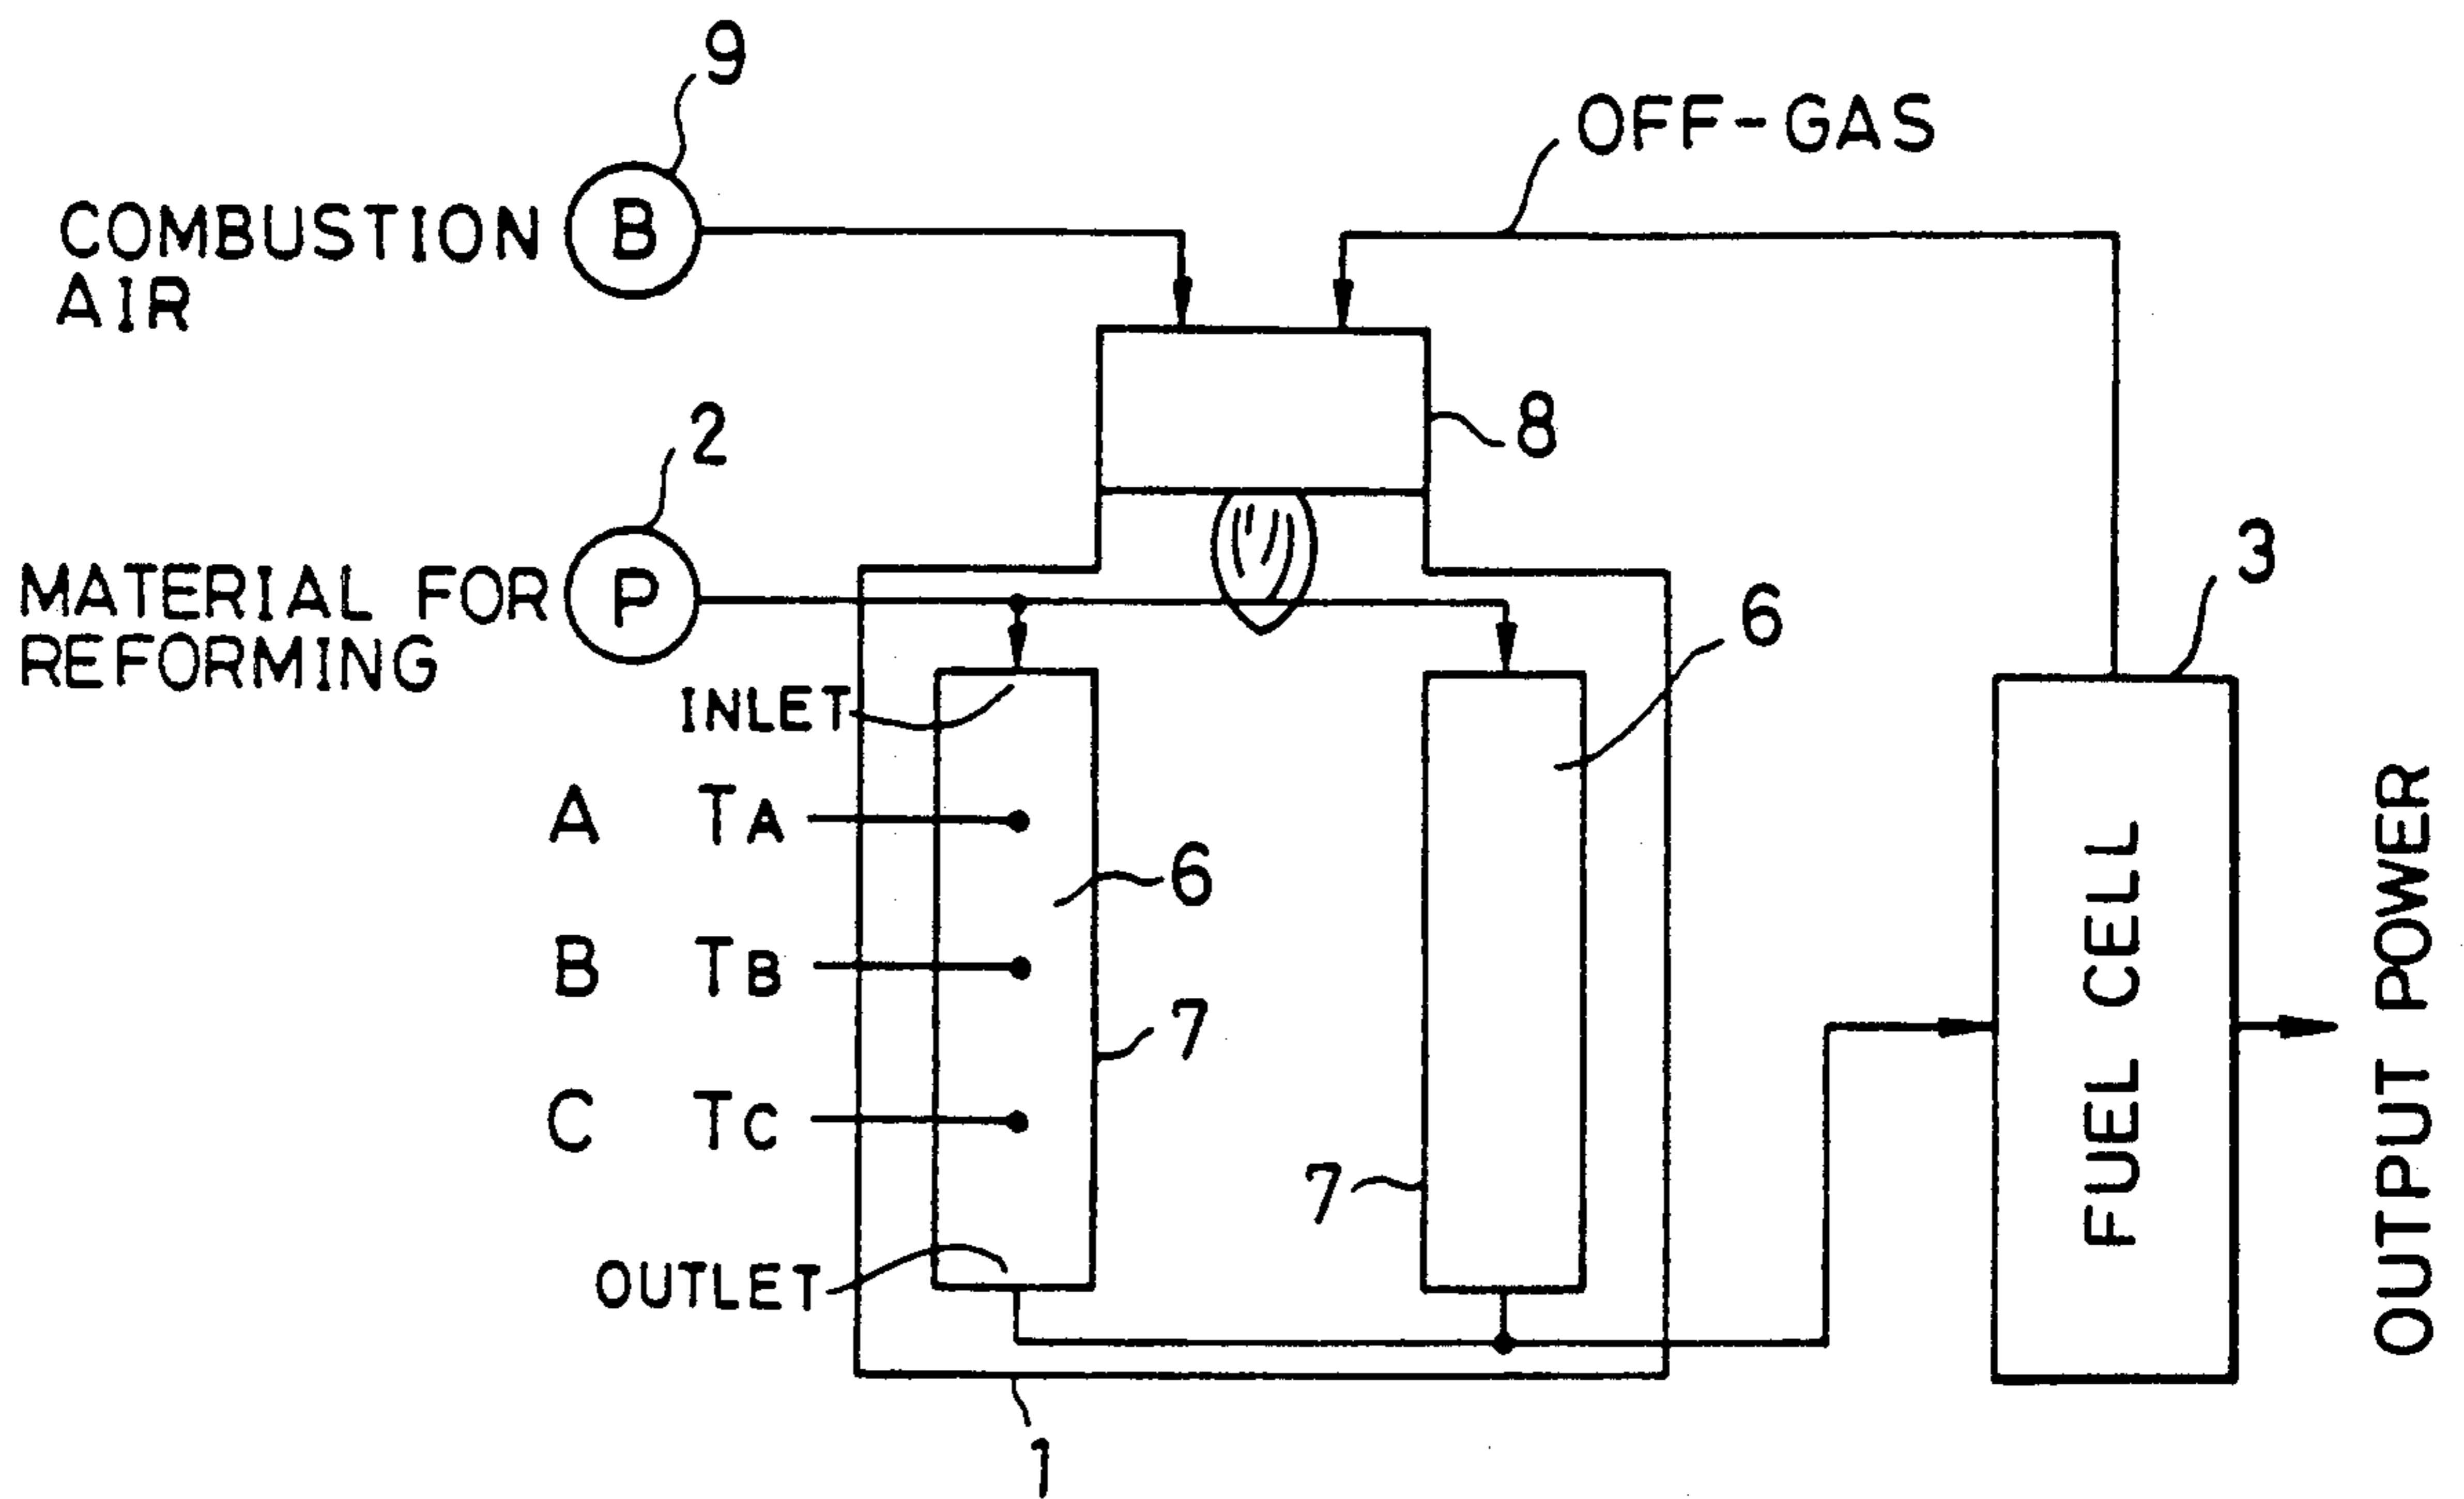 9
OFF-GAS
COMBUSTION
AIR
B
8
2
MATERIAL FOR
REFORMING
P
3
6
INLET
A TA
6
B TB
7
C TC
7
OUTLET
FUEL CELL
OUTPUT POWER
1